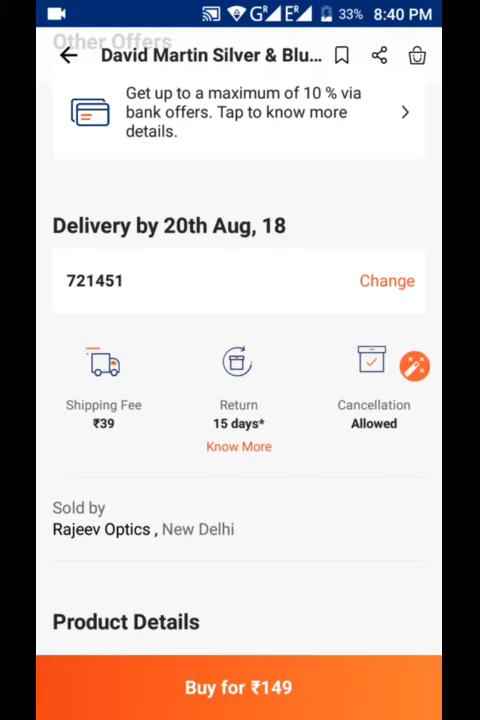 GR ER 33% 8:40 PM
Other Offers
David Martin Silver & Blu...
Get up to a maximum of 10 % via
bank offers. Tap to know more
details.
Delivery by 20th Aug, 18
721451 Change
Shipping Fee Return Cancellation
₹39 15 days* Allowed
Know More
Sold by
Rajeev Optics , New Delhi
Product Details
Buy for ₹149